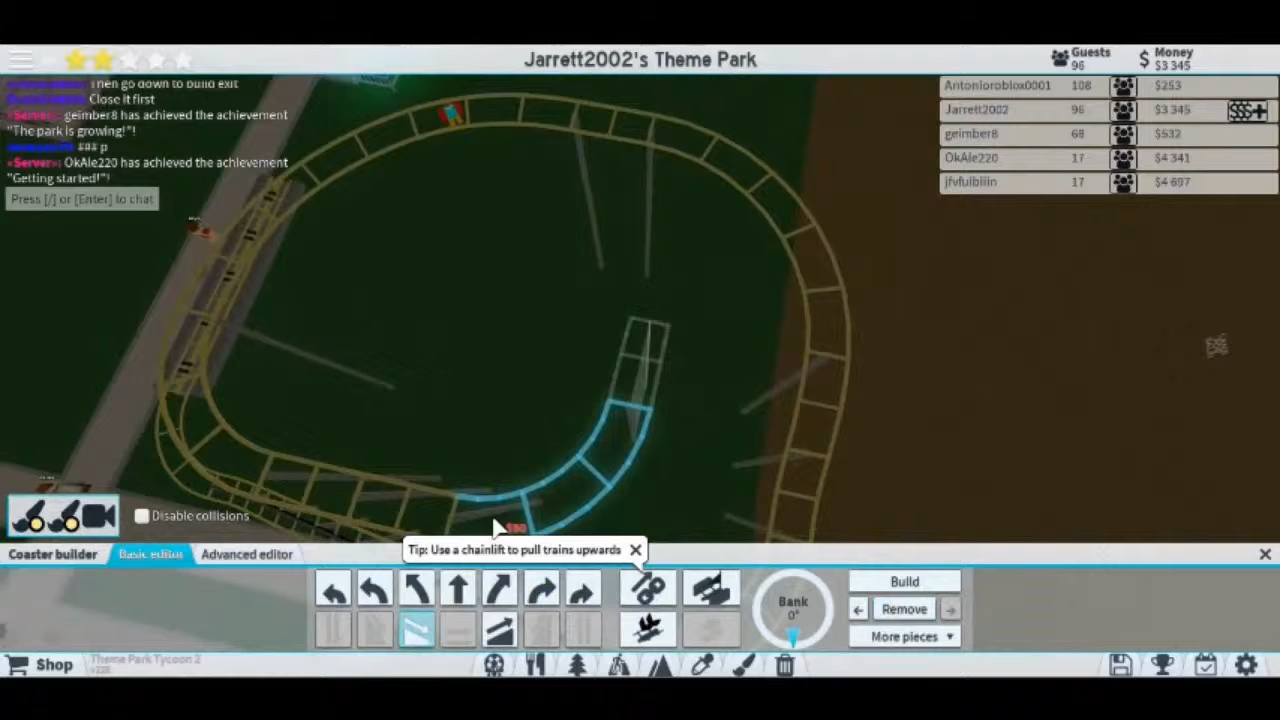 Jarrett2002's Theme Park
Guests
96
$ Money
$3 345
Then go down to build exit
Close it first
«Server»: geimber8 has achieved the achievement
"The park is growing!"!
### p
«Server»: OkAle220 has achieved the achievement
"Getting started!"!
Press [/] or [Enter] to chat
Antonioroblox0001 108 $253
Jarrett2002 96 $3 345 $$$+
geimber8 68 $532
OkAle220 17 $4 341
17 $4 697
Disable collisions
Tip: Use a chainlift to pull trains upwards
Coaster builder
Basic editor
Advanced editor
Bank
0°
Build
Remove
More pieces
Shop
Theme Park Tycoon 2